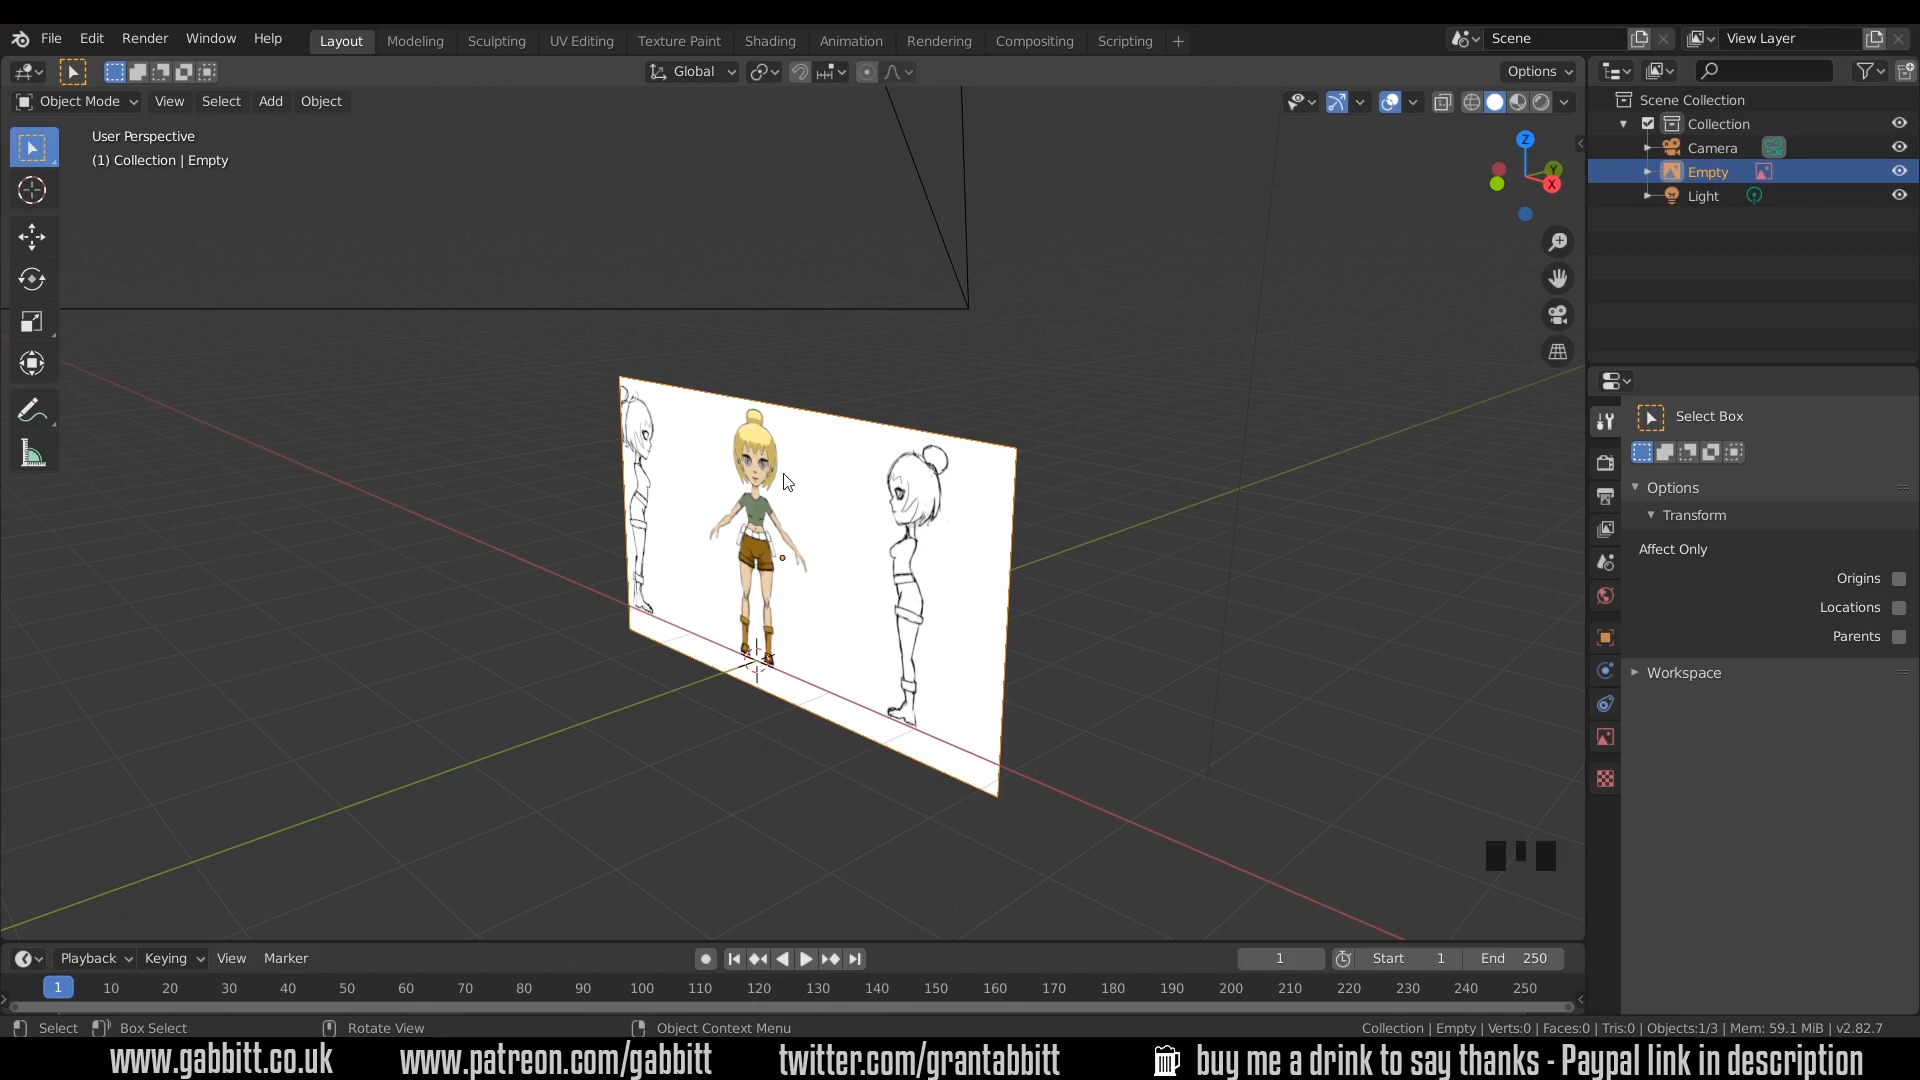 File Edit Render Window Help Layout Modeling Sculpting UV Editing Texture Paint Shading Animation Rendering Compositing Scripting + Scene View Layer
Global Options
Object Mode View Select Add Object
User Perspective
(1) Collection | Empty
Z
Y
X
Scene Collection
Collection
Camera
Empty
Light
Select Box
Options
Transform
Affect Only
Origins
Locations
Parents
Workspace
Playback Keying View Marker 1 Start 1 End 250
1 10 20 30 40 50 60 70 80 90 100 110 120 130 140 150 160 170 180 190 200 210 220 230 240 250
Select Box Select Rotate View Object Context Menu Collection | Empty | Verts:0 | Faces:0 | Tris:0 | Objects:1/3 | Mem: 59.1 MiB | v2.82.7
www.gabbitt.co.uk www.patreon.com/gabbitt twitter.com/grantabbitt buy me a drink to say thanks - Paypal link in description